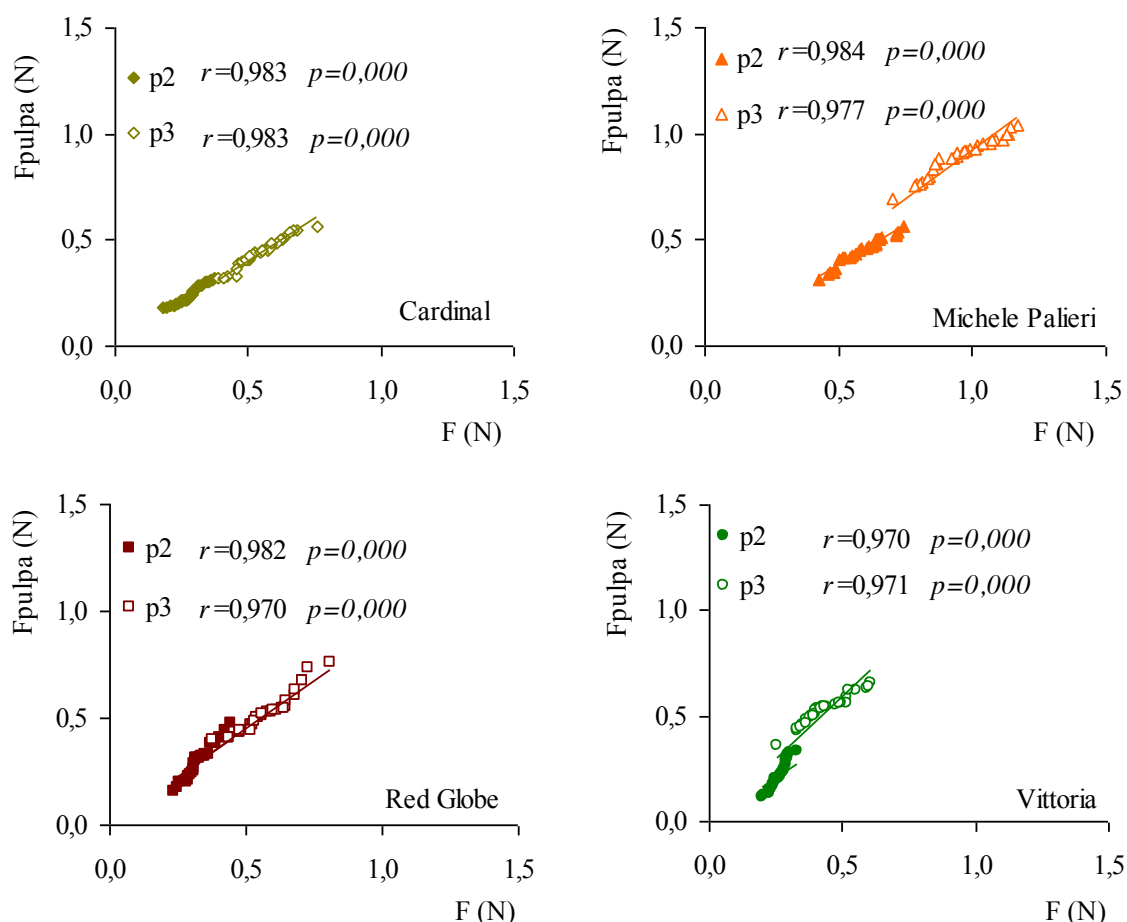 Fpulpa (N)
1,5
1,0
0,5
0,0
p2 r=0,983 p=0,000
p3 r=0,983 p=0,000
Cardinal
0,0 0,5 1,0 1,5
F (N)
Fpulpa (N)
1,5
1,0
0,5
0,0
p2 r=0,984 p=0,000
p3 r=0,977 p=0,000
Michele Palieri
0,0 0,5 1,0 1,5
F (N)
Fpulpa (N)
1,5
1,0
0,5
0,0
p2 r=0,982 p=0,000
p3 r=0,970 p=0,000
Red Globe
0,0 0,5 1,0 1,5
F (N)
Fpulpa (N)
1,5
1,0
0,5
0,0
p2 r=0,970 p=0,000
p3 r=0,971 p=0,000
Vittoria
0,0 0,5 1,0 1,5
F (N)